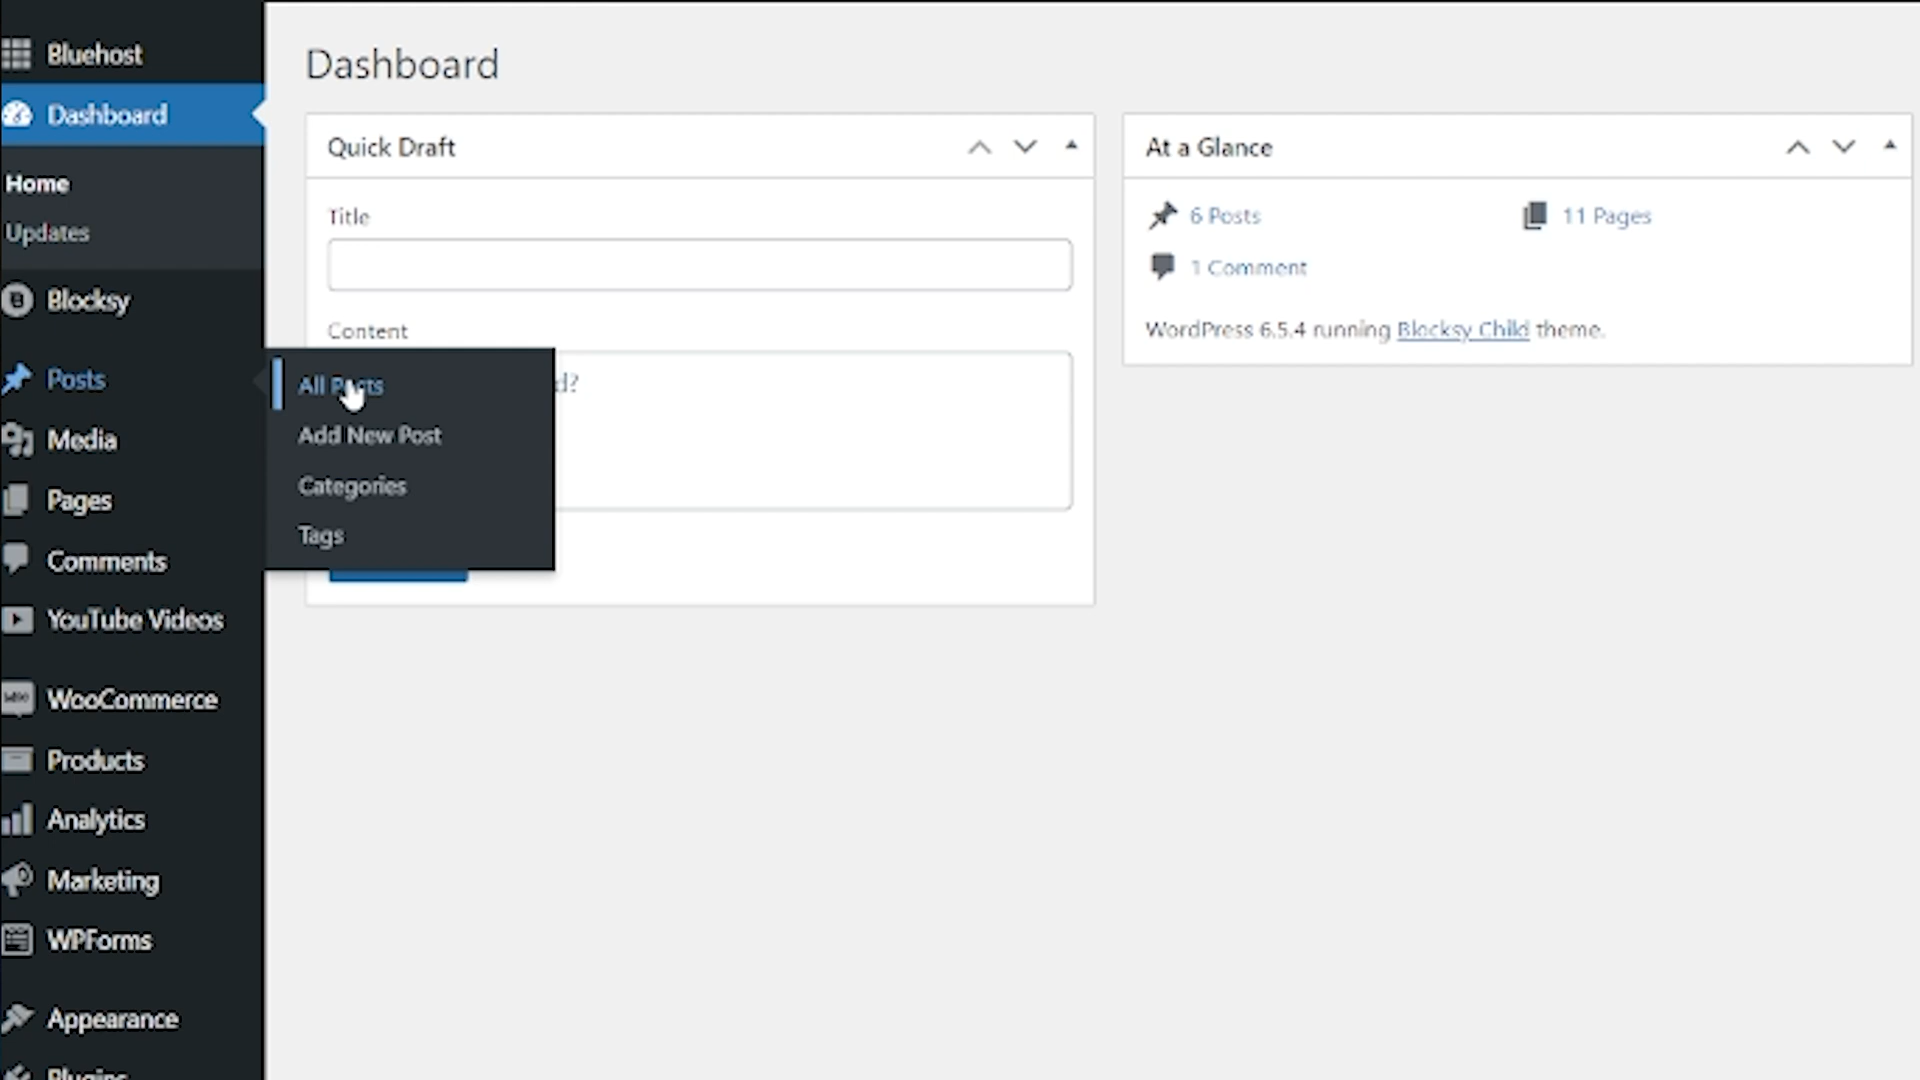 Bluehost
Dashboard
Home
Updates
Blocksy
Posts
Media
Pages
Comments
YouTube Videos
WooCommerce
Products
Analytics
Marketing
WPForms
Appearance
Plugins
All Posts
Add New Post
Categories
Tags
Dashboard
Quick Draft
Title
Content
d?
At a Glance
6 Posts
11 Pages
1 Comment
WordPress 6.5.4 running Blocksy Child theme.